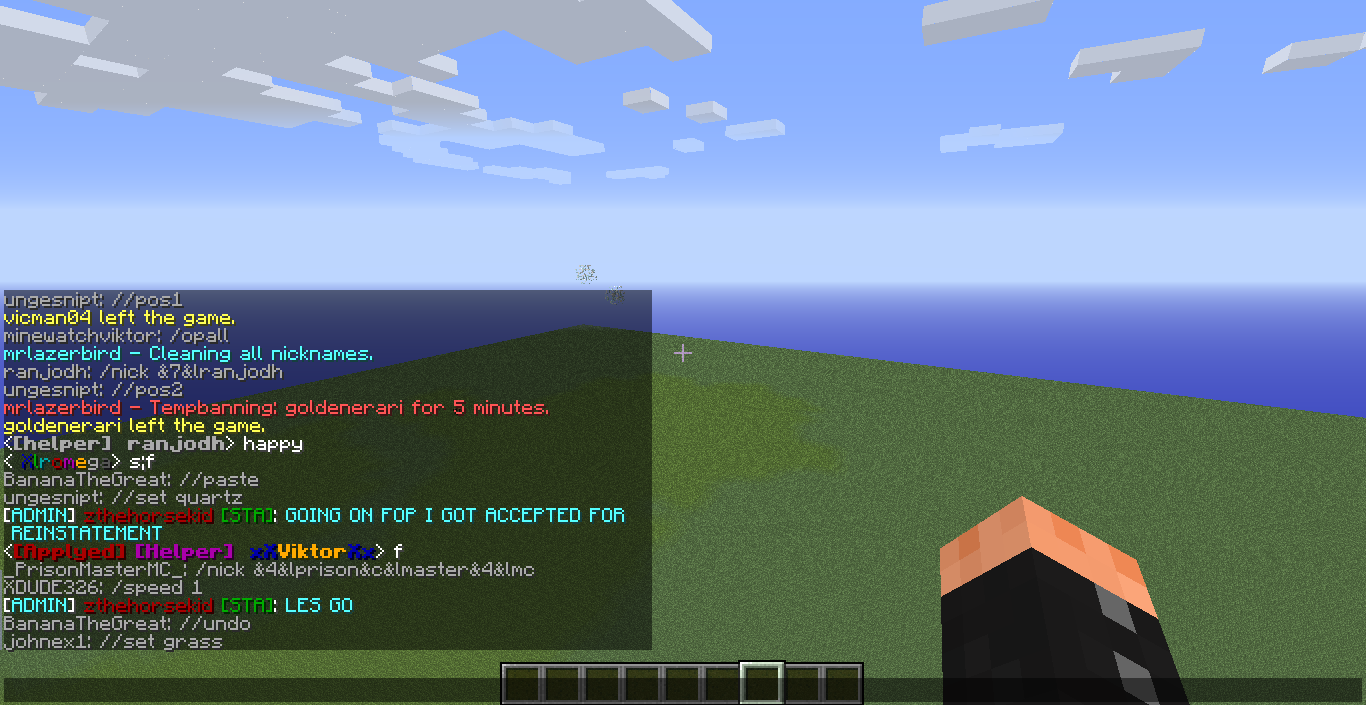 ungesnipt: //pos1
vicman04 left the game.
minewatchviktor: /opall
mrlazerbird - Cleaning all nicknames.
ranjodh: /nick &7&lranjodh
ungesnipt: //pos2
mrlazerbird - Tempbanning: goldenerari for 5 minutes.
goldenerari left the game.
<[helper] ranjodh> happy
< Xlromega> s¦f
BananaTheGreat: //paste
ungesnipt: //set quartz
[ADMIN] zthehorsekid [STA]: GOING ON FOP I GOT ACCEPTED FOR
REINSTATEMENT
<[Applyed] [Helper] xXViktorXx> f
_PrisonMasterMC_: /nick &4&lprison&c&lmaster&4&lmc
XDUDE326: /speed 1
[ADMIN] zthehorsekid [STA]: LES GO
BananaTheGreat: //undo
johnex1: //set grass